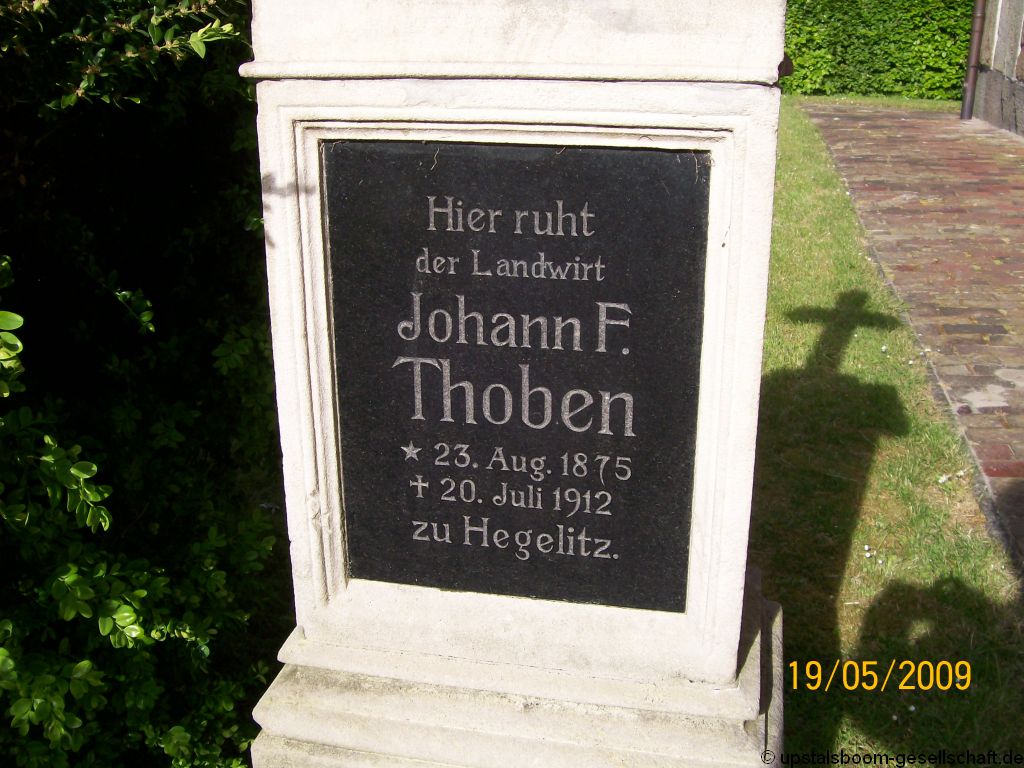 Hier ruht
der Landwirt
Johann F.
Thoben
★ 23. Aug. 1875
✝ 20. Juli 1912
zu Hegelitz.
19/05/2009
© upstalsboom-gesellschaft.de